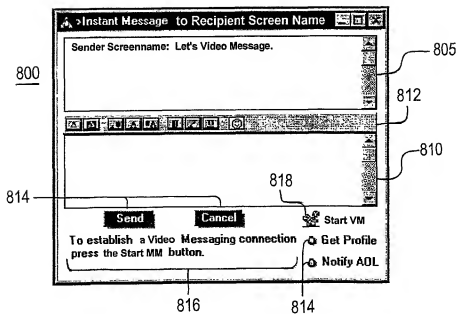 >Instant Message to Recipient Screen Name
Sender Screenname: Let's Video Message.
800
805
812
810
814
818
Send
Cancel
Start VM
To establish a Video Messaging connection
press the Start MM button.
Get Profile
Notify AOL
816
814